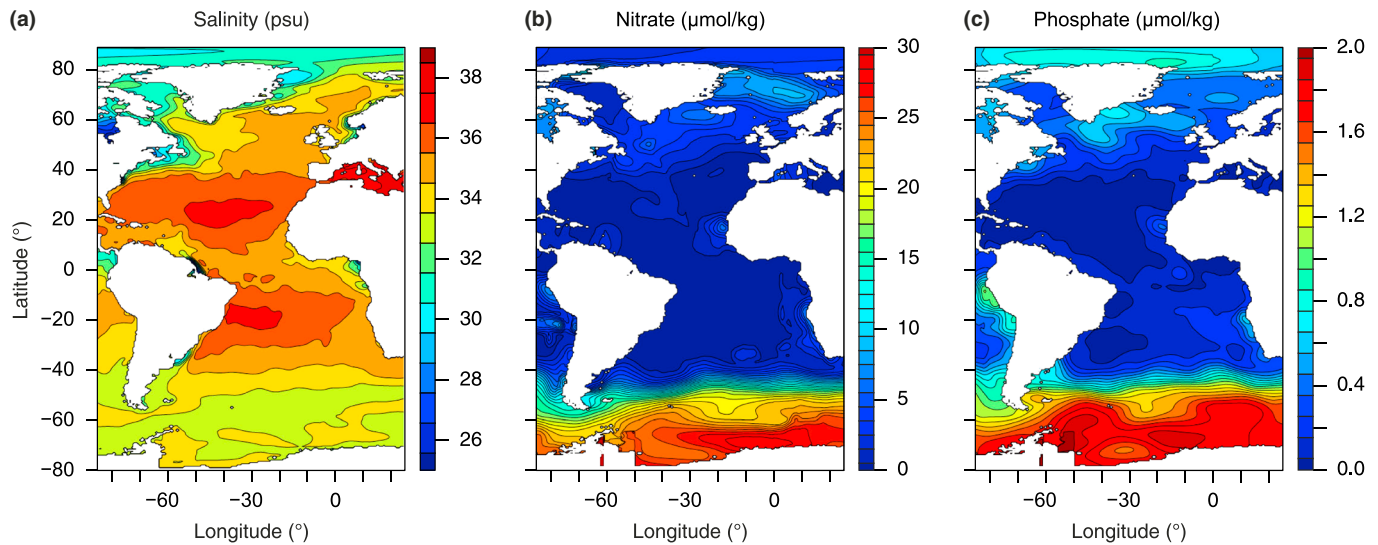 (a) Salinity (psu)
(b) Nitrate (μmol/kg)
(c) Phosphate (μmol/kg)
80
60
40
20
0
−20
−40
−60
−80
Latitude (°)
38
36
34
32
30
28
26
30
25
20
15
10
5
0
2.0
1.6
1.2
0.8
0.4
0.0
−60 −30 0
−60 −30 0
−60 −30 0
Longitude (°)
Longitude (°)
Longitude (°)